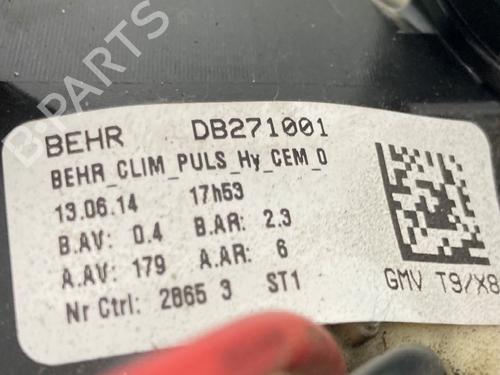 BEHR DB271001
BEHR_CLIM_PULS_Hy_CEM_0
13.06.14 17h53
B.AV: 0.4 B.AR: 2.3
A.AV: 179 A.AR: 6
Nr Ctrl: 2865 3 ST1
GMV T9/X8
B-PARTS